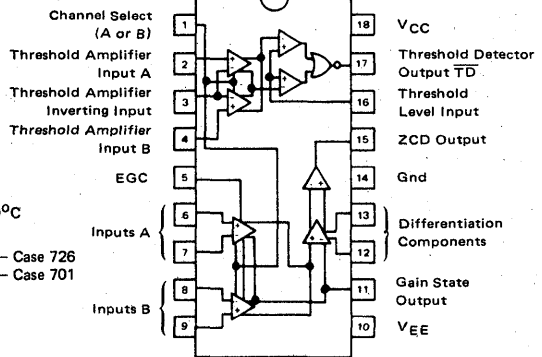 Channel Select
(A or B)
Threshold Amplifier
Input A
Threshold Amplifier
Inverting Input
Threshold Amplifier
Input B
EGC
ºC
Inputs A
– Case 726
– Case 701
Inputs B
1
2
3
4
5
6
7
8
9
18
17
16
15
14
13
12
11
10
VCC
Threshold Detector
Output TD
Threshold
Level Input
ZCD Output
Gnd
Differentiation
Components
Gain State
Output
VEE